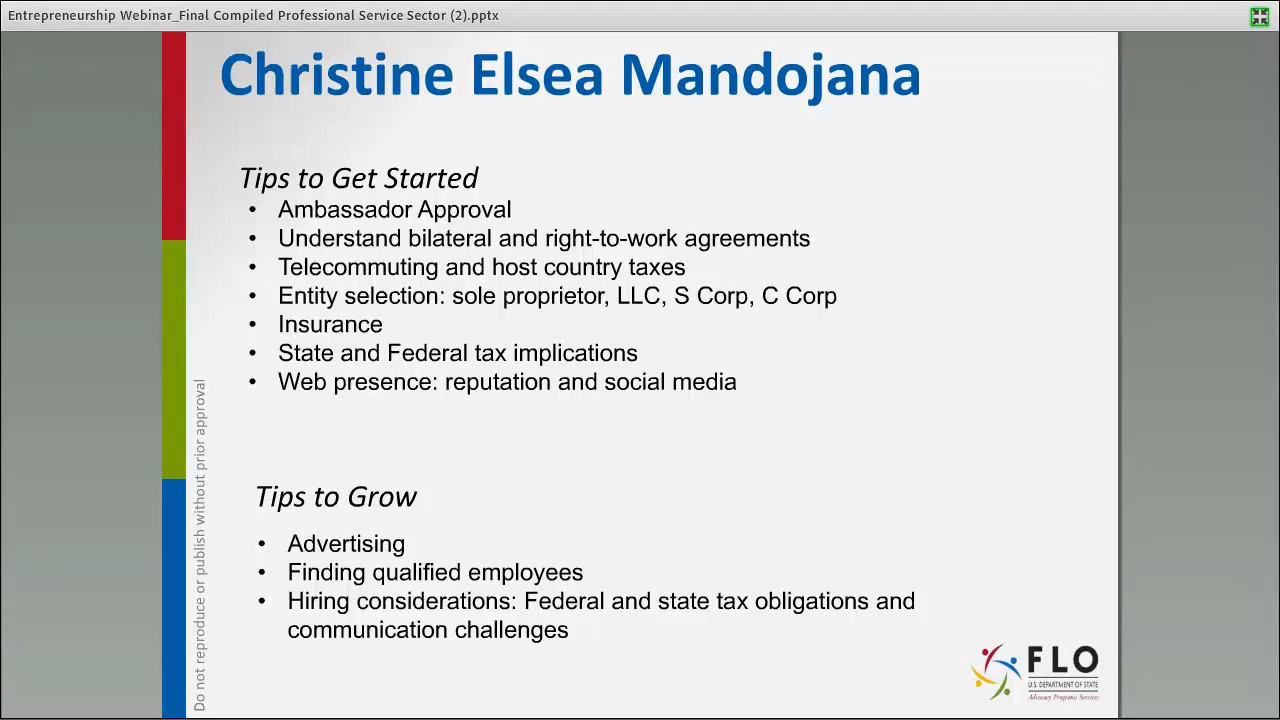 Entrepreneurship Webinar_Final Compiled Professional Service Sector (2).pptx
Christine Elsea Mandojana
Tips to Get Started
• Ambassador Approval
• Understand bilateral and right-to-work agreements
• Telecommuting and host country taxes
• Entity selection: sole proprietor, LLC, S Corp, C Corp
• Insurance
• State and Federal tax implications
• Web presence: reputation and social media
Tips to Grow
• Advertising
• Finding qualified employees
• Hiring considerations: Federal and state tax obligations and
communication challenges
Do not reproduce or publish without prior approval
FLO
U.S. DEPARTMENT OF STATE
Advocacy Programs Services